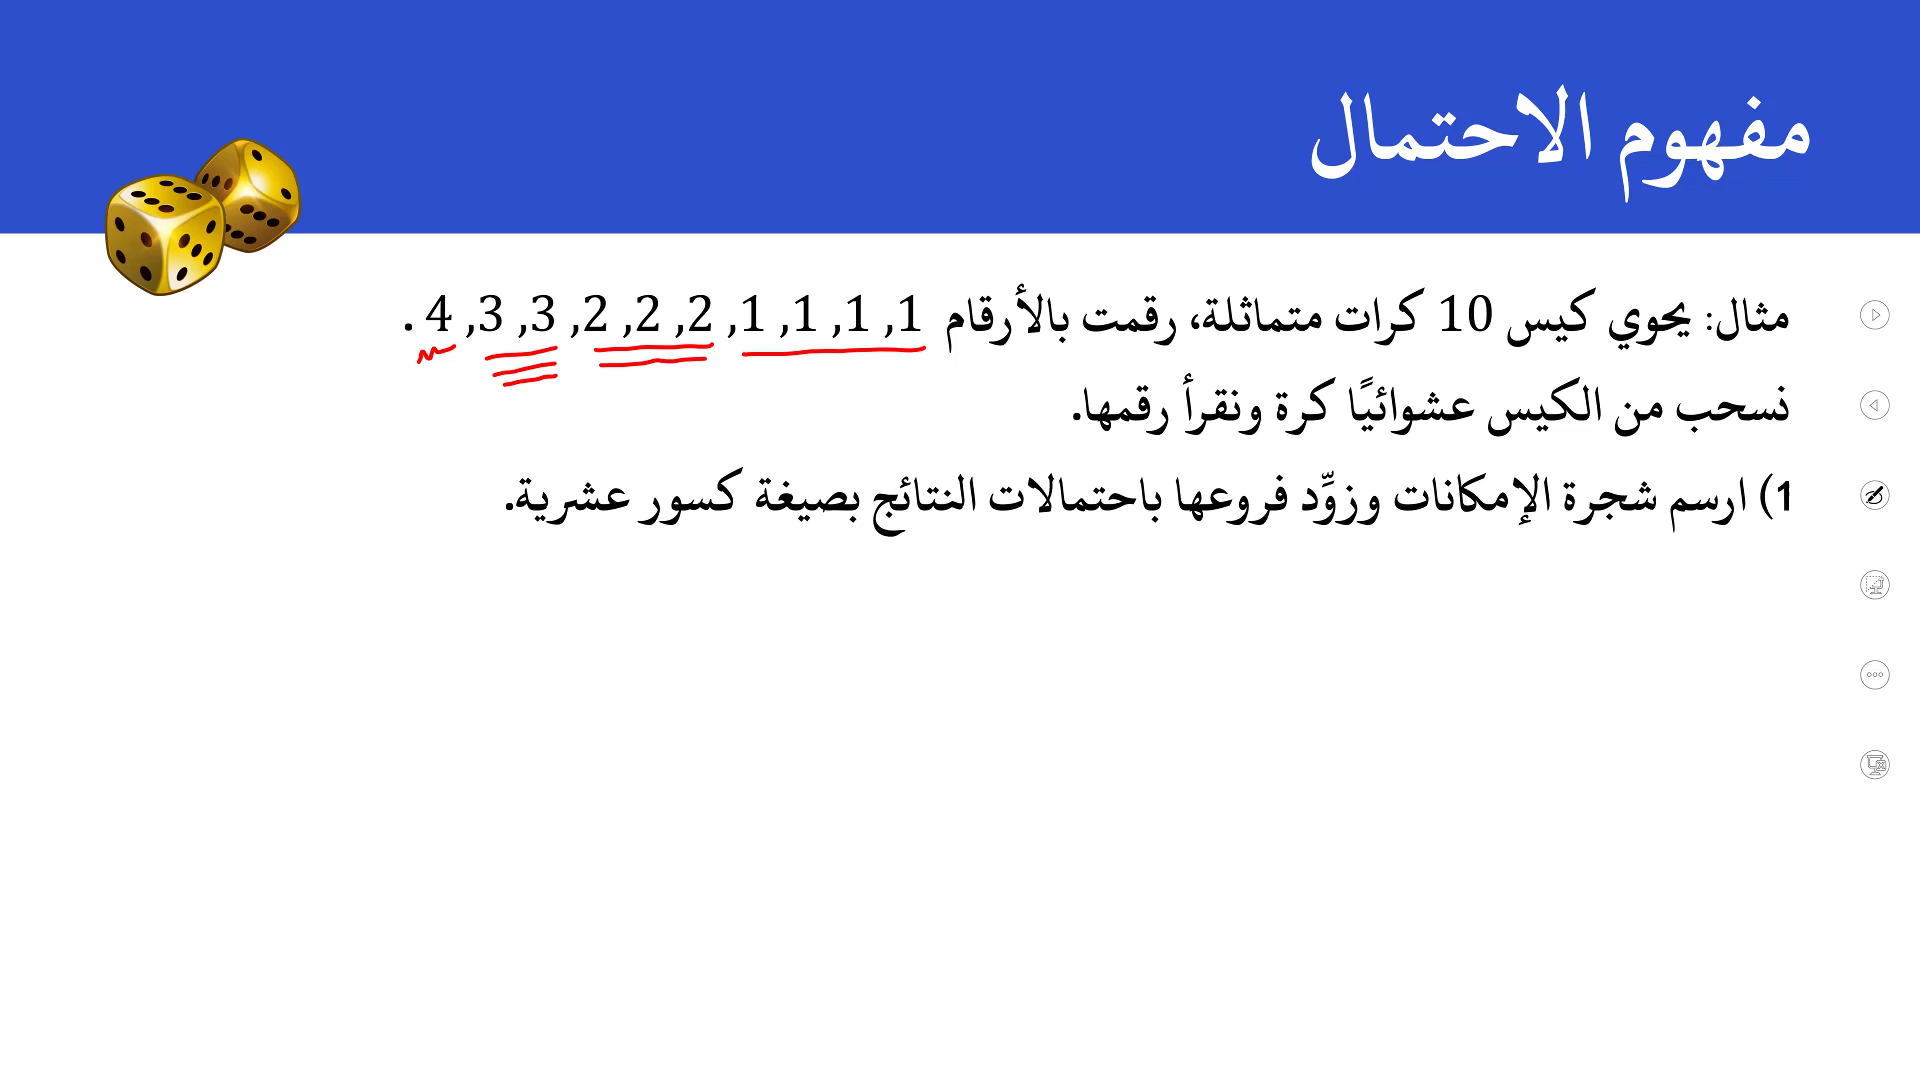 مفهوم الاحتمال
مثال: يحوي كيس 10 كرات متماثلة، رقمت بالأرقام 1, 1, 1, 1, 2, 2, 2, 3, 3, 4 .
نسحب من الكيس عشوائيًا كرة ونقرأ رقمها.
1) ارسم شجرة الإمكانات وزوِّد فروعها باحتمالات النتائج بصيغة كسور عشرية.